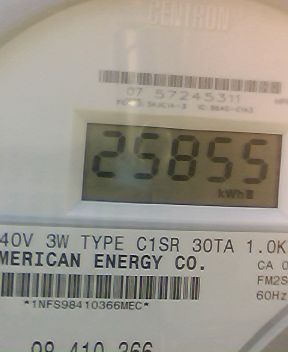 CENTRON
07 57245311
25855
kWh
40V 3W TYPE C1SR 30TA 1.0K
MERICAN ENERGY CO.
CA 0
FM2S
60Hz
*1NFS98410366MEC*
98 410 366